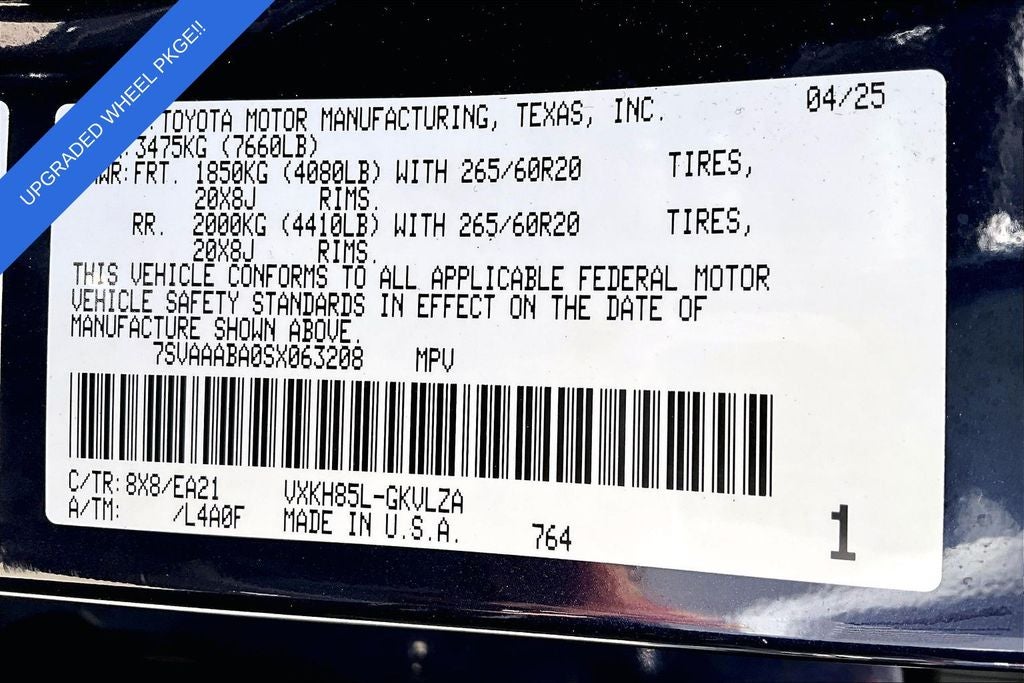 UPGRADED WHEEL PKGE!!
.TOYOTA MOTOR MANUFACTURING, TEXAS, INC. 04/25
3475KG (7660LB)
WR: FRT. 1850KG (4080LB) WITH 265/60R20 TIRES,
20X8J RIMS.
RR. 2000KG (4410LB) WITH 265/60R20 TIRES,
20X8J RIMS.
THIS VEHICLE CONFORMS TO ALL APPLICABLE FEDERAL MOTOR
VEHICLE SAFETY STANDARDS IN EFFECT ON THE DATE OF
MANUFACTURE SHOWN ABOVE.
7SVAAABA0SX063208 MPV
C/TR: 8X8/EA21 VXKH85L-GKVLZA
A/TM: /L4A0F MADE IN U.S.A. 764 1